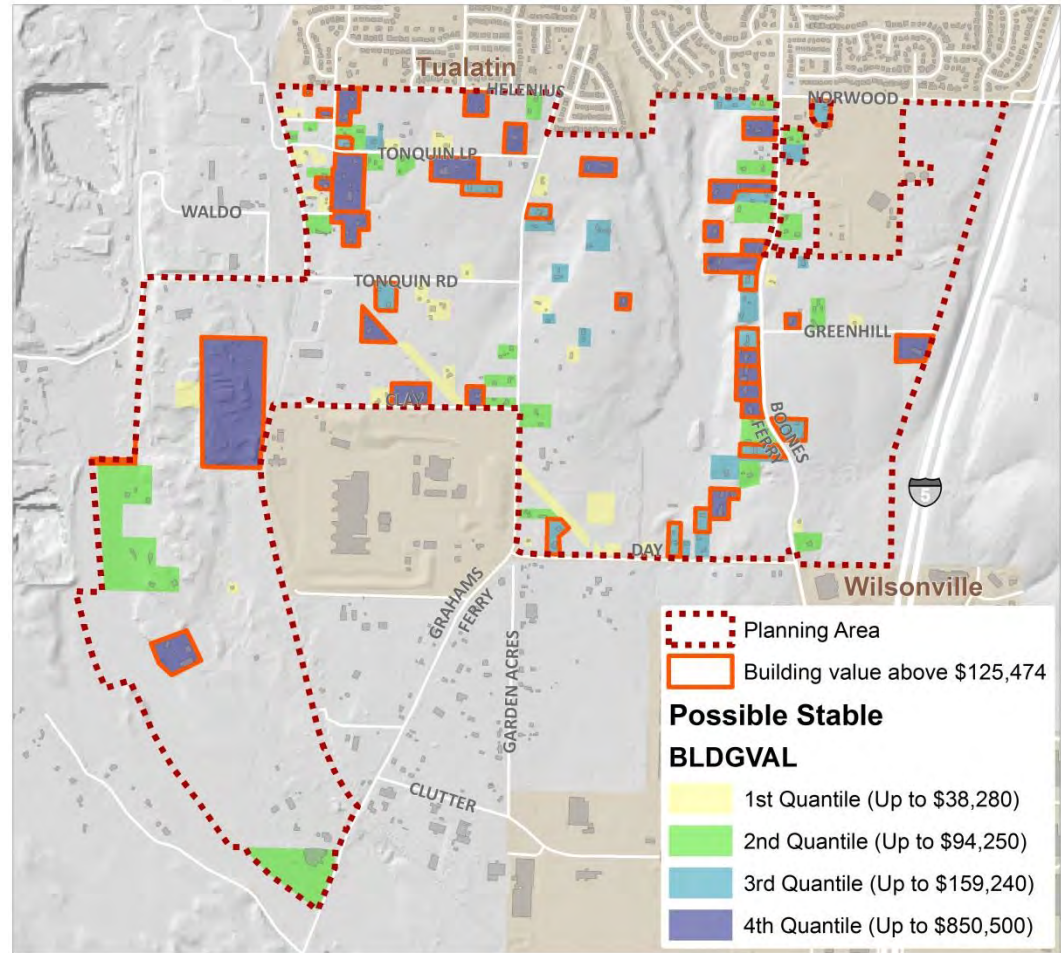 Tualatin
HELENIUS
NORWOOD
TONQUIN LP
WALDO
TONQUIN RD
GREENHILL
CLAY
BOONES
FERRY
5
DAY
Wilsonville
GRAHAMS
FERRY
GARDEN ACRES
CLUTTER
Planning Area
Building value above $125,474
Possible Stable
BLDGVAL
1st Quantile (Up to $38,280)
2nd Quantile (Up to $94,250)
3rd Quantile (Up to $159,240)
4th Quantile (Up to $850,500)